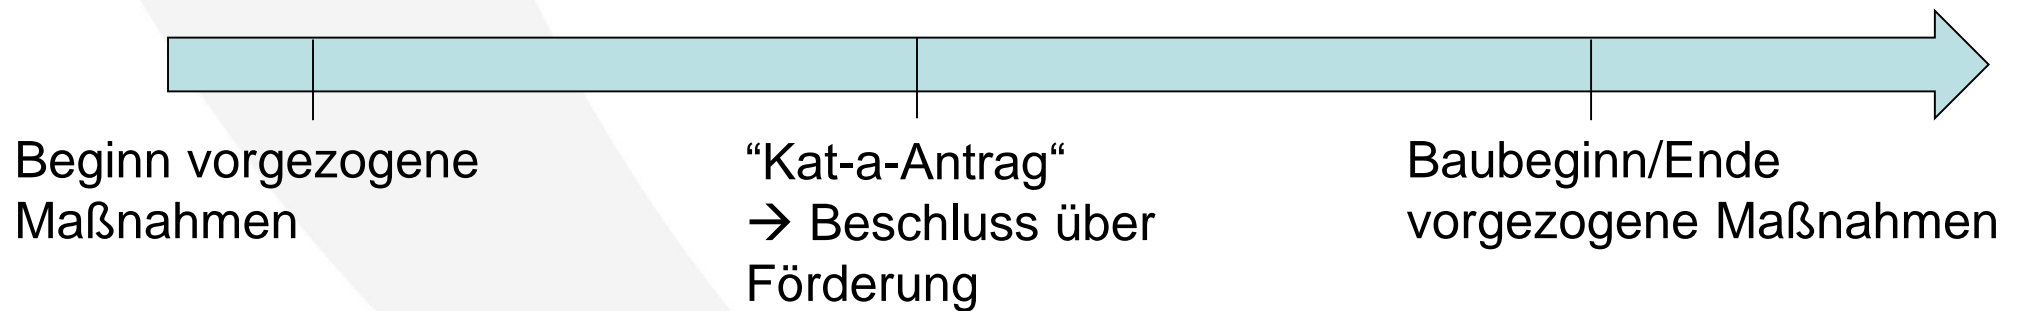 Beginn vorgezogene
Maßnahmen
“Kat-a-Antrag“
→ Beschluss über
Förderung
Baubeginn/Ende
vorgezogene Maßnahmen